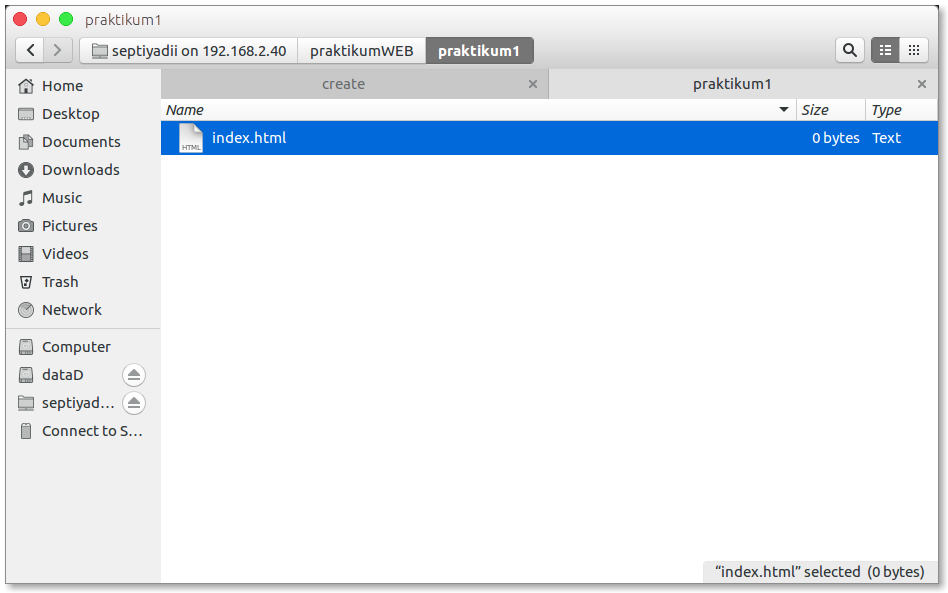 praktikum1
septiyadii on 192.168.2.40 praktikumWEB praktikum1
create praktikum1
Name Size Type
HTML index.html 0 bytes Text
Home
Desktop
Documents
Downloads
Music
Pictures
Videos
Trash
Network
Computer
dataD
septiyad...
Connect to S...
“index.html” selected (0 bytes)